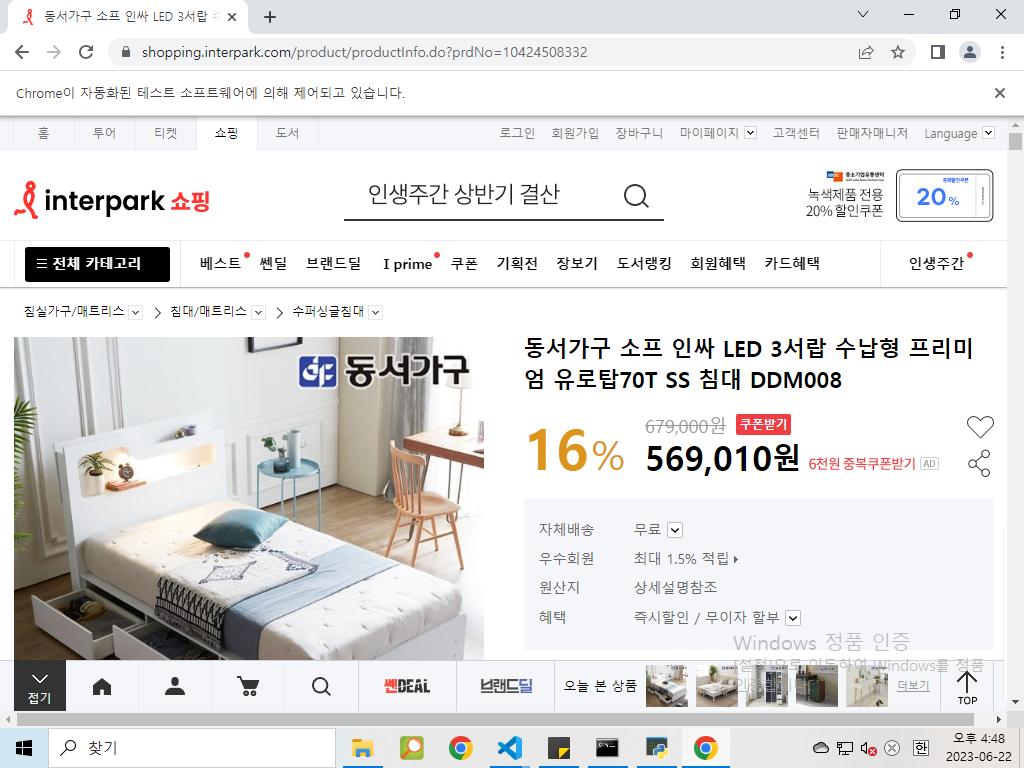 동서가구 소프 인싸 LED 3서랍
shopping.interpark.com/product/productInfo.do?prdNo=10424508332
Chrome이 자동화된 테스트 소프트웨어에 의해 제어되고 있습니다.
홈 투어 티켓 쇼핑 도서 로그인 회원가입 장바구니 마이페이지 고객센터 판매자매니저 Language
interpark 쇼핑
인생주간 상반기 결산
중소기업유통센터
녹색제품 전용
20% 할인쿠폰
중복할인쿠폰
20%
전체 카테고리 베스트 쎈딜 브랜드딜 I prime 쿠폰 기획전 장보기 도서랭킹 회원혜택 카드혜택 인생주간
침실가구/매트리스 침대/매트리스 수퍼싱글침대
동서가구
동서가구 소프 인싸 LED 3서랍 수납형 프리미
엄 유로탑70T SS 침대 DDM008
16% 679,000원 쿠폰받기
569,010원 6천원 중복쿠폰받기 AD
자체배송 무료
우수회원 최대 1.5% 적립
원산지 상세설명참조
혜택 즉시할인 / 무이자 할부
Windows 정품 인증
[설정]으로 이동하여 Windows를 정품
접기 쎈DEAL 브랜드딜 오늘 본 상품 더보기 TOP
찾기
한
오후 4:48
2023-06-22